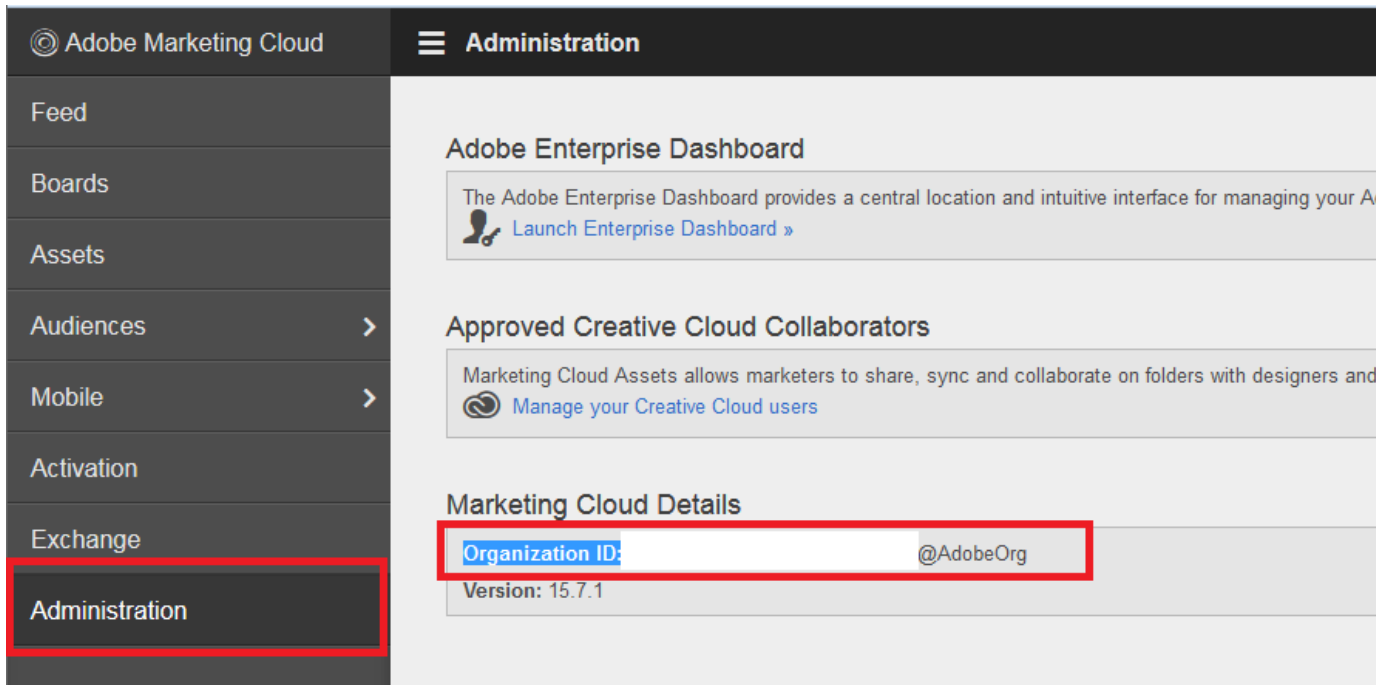 Adobe Marketing Cloud
Administration
Feed
Boards
Assets
Audiences
Mobile
Activation
Exchange
Administration
Adobe Enterprise Dashboard
The Adobe Enterprise Dashboard provides a central location and intuitive interface for managing your
Launch Enterprise Dashboard »
Approved Creative Cloud Collaborators
Marketing Cloud Assets allows marketers to share, sync and collaborate on folders with designers and
Manage your Creative Cloud users
Marketing Cloud Details
Organization ID: @AdobeOrg
Version: 15.7.1